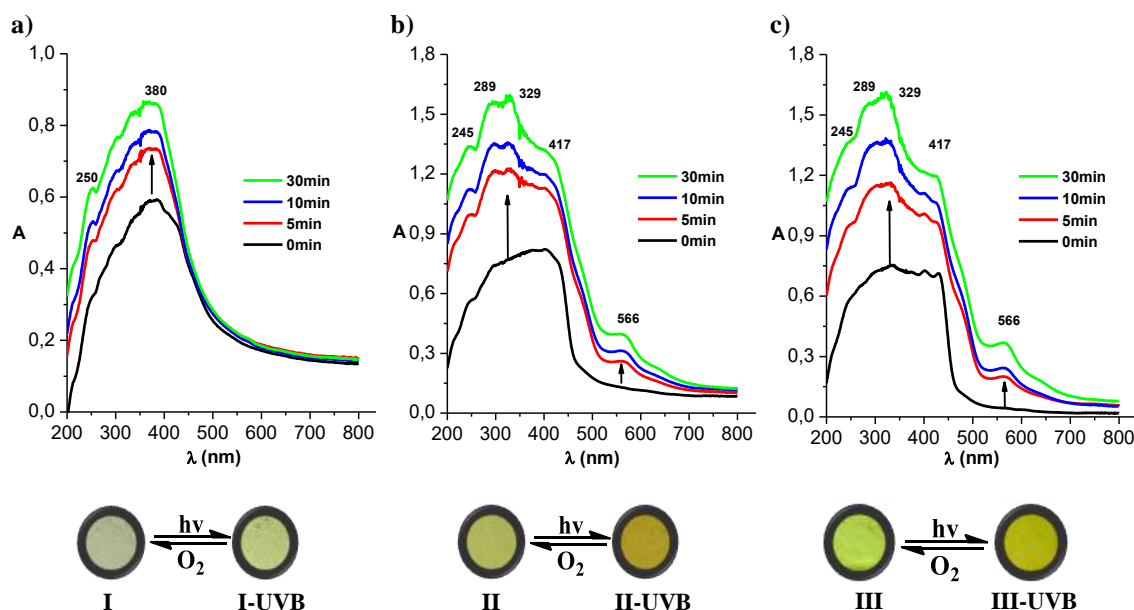 a)
1,0
0,8
0,6
0,4
0,2
0,0
A
250
380
30min
10min
5min
0min
200 300 400 500 600 700 800
λ (nm)
b)
1,8
1,5
1,2
0,9
0,6
0,3
0,0
A
245
289
329
417
566
30min
10min
5min
0min
200 300 400 500 600 700 800
λ (nm)
c)
1,8
1,5
1,2
0,9
0,6
0,3
0,0
A
245
289
329
417
566
30min
10min
5min
0min
200 300 400 500 600 700 800
λ (nm)
hν
O₂
I
I-UVB
hν
O₂
II
II-UVB
hν
O₂
III
III-UVB